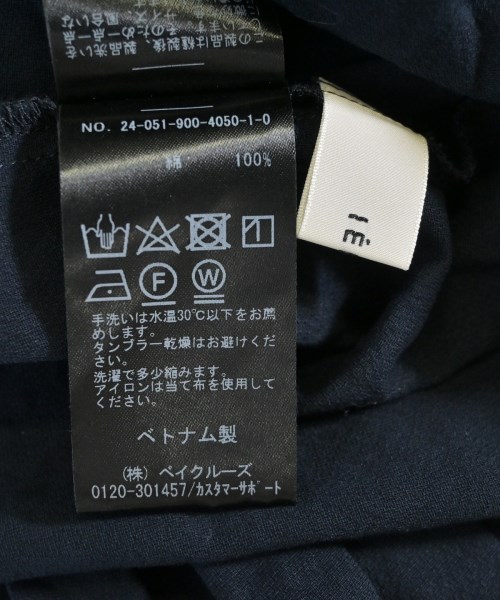 NO. 24-051-900-4050-1-0
綿 100%
F W
手洗いは水温30℃以下をお薦
めします。
タンブラー乾燥はお避けくださ
い。
洗濯で多少縮みます。
アイロンは当て布を使用して
ください。
ベトナム製
(株) ベイクルーズ
0120-301457/カスタマーサポート